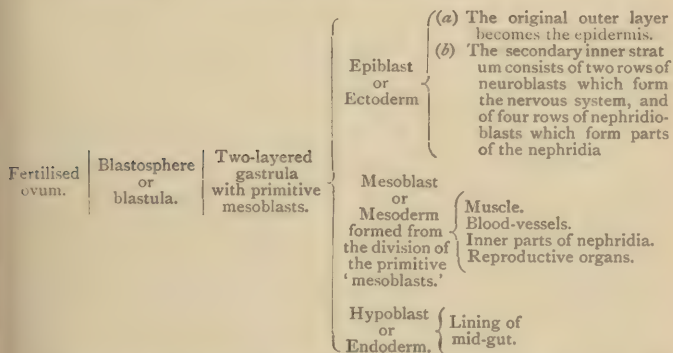 Fertilised
ovum.
Blastosphere
or
blastula.
Two-layered
gastrula
with primitive
mesoblasts.
Epiblast
or
Ectoderm
(a) The original outer layer
becomes the epidermis.
(b) The secondary inner strat
um consists of two rows of
neuroblasts which form
the nervous system, and
of four rows of nephridio-
blasts which form parts
of the nephridia
Mesoblast
or
Mesoderm
formed from
the division of
the primitive
‘mesoblasts.’
Muscle.
Blood-vessels.
Inner parts of nephridia.
Reproductive organs.
Hypoblast
or
Endoderm.
Lining of
mid-gut.